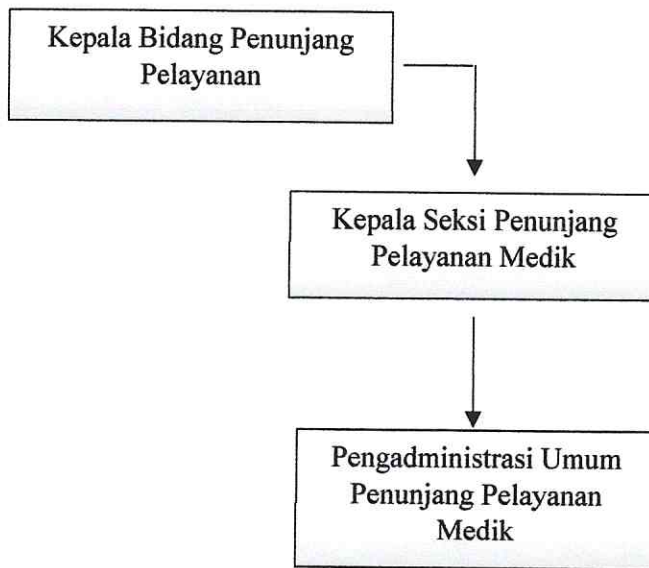 Kepala Bidang Penunjang
Pelayanan
Kepala Seksi Penunjang
Pelayanan Medik
Pengadministrasi Umum
Penunjang Pelayanan
Medik